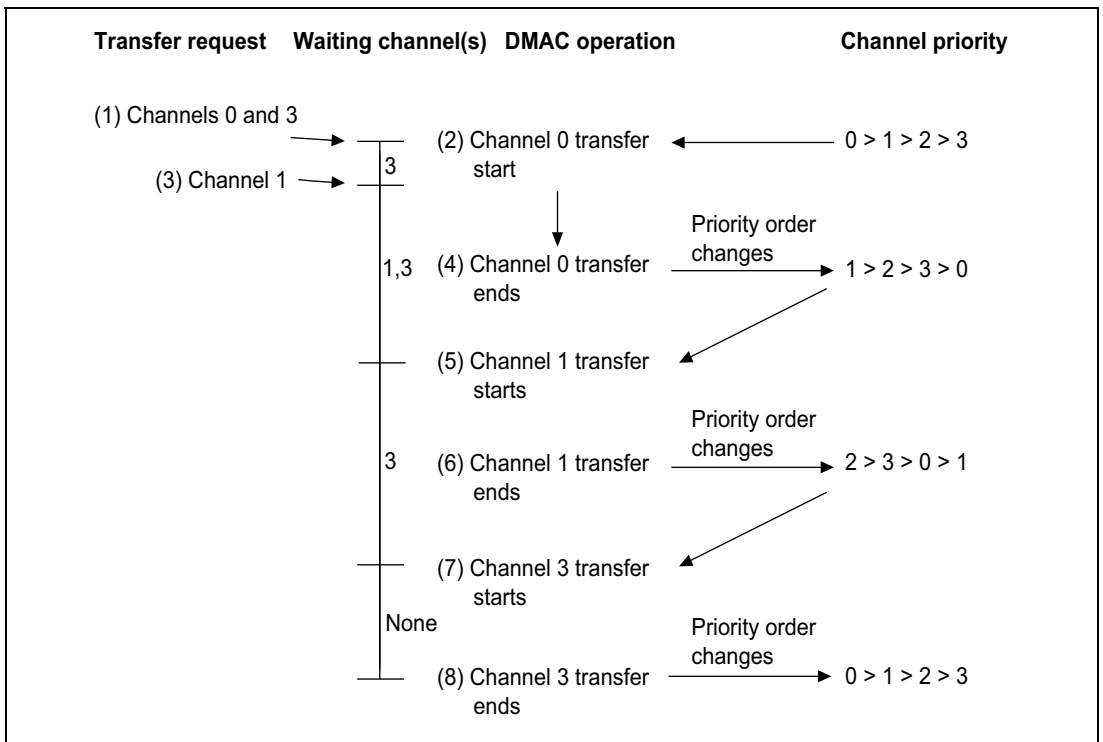 Transfer request Waiting channel(s) DMAC operation Channel priority
(1) Channels 0 and 3
(2) Channel 0 transfer
start
0 > 1 > 2 > 3
3
(3) Channel 1
Priority order
changes
1,3
(4) Channel 0 transfer
ends
1 > 2 > 3 > 0
(5) Channel 1 transfer
starts
Priority order
changes
3
(6) Channel 1 transfer
ends
2 > 3 > 0 > 1
(7) Channel 3 transfer
starts
None
Priority order
changes
(8) Channel 3 transfer
ends
0 > 1 > 2 > 3